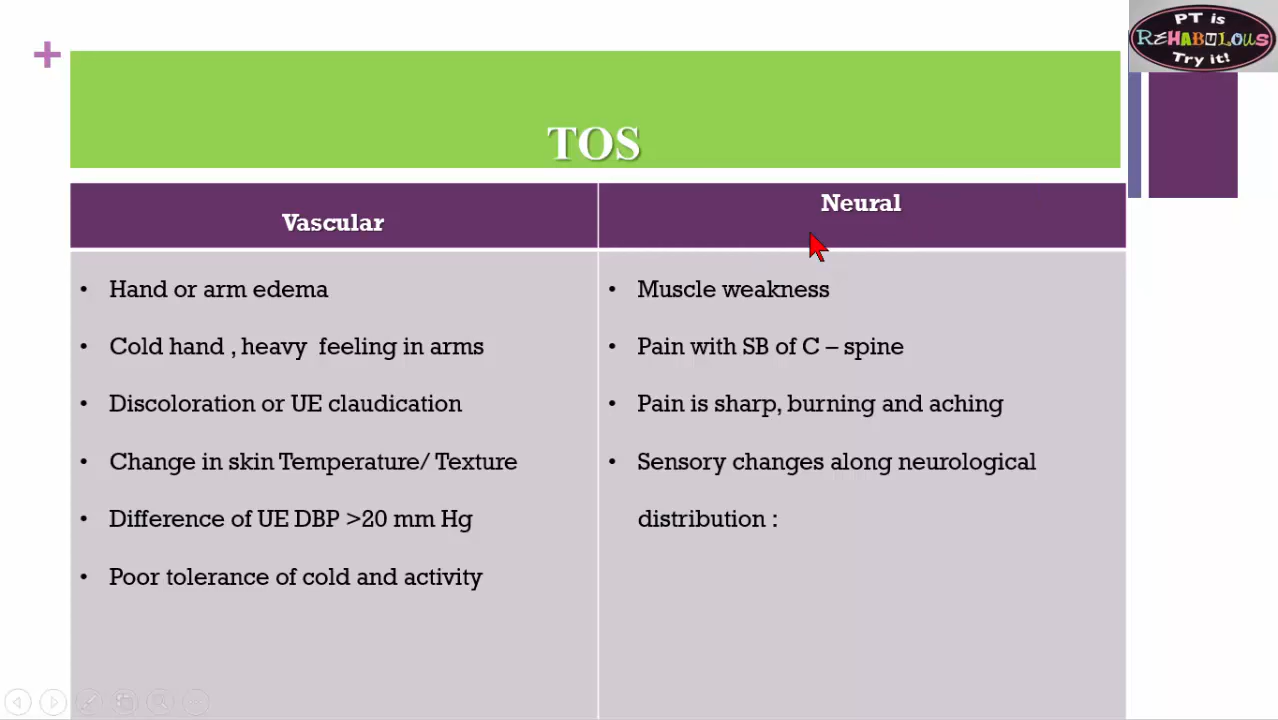 PT is
REHABULOUS
Try it!
+
TOS
Vascular
Neural
• Hand or arm edema
• Cold hand , heavy feeling in arms
• Discoloration or UE claudication
• Change in skin Temperature/ Texture
• Difference of UE DBP >20 mm Hg
• Poor tolerance of cold and activity
• Muscle weakness
• Pain with SB of C – spine
• Pain is sharp, burning and aching
• Sensory changes along neurological
distribution :